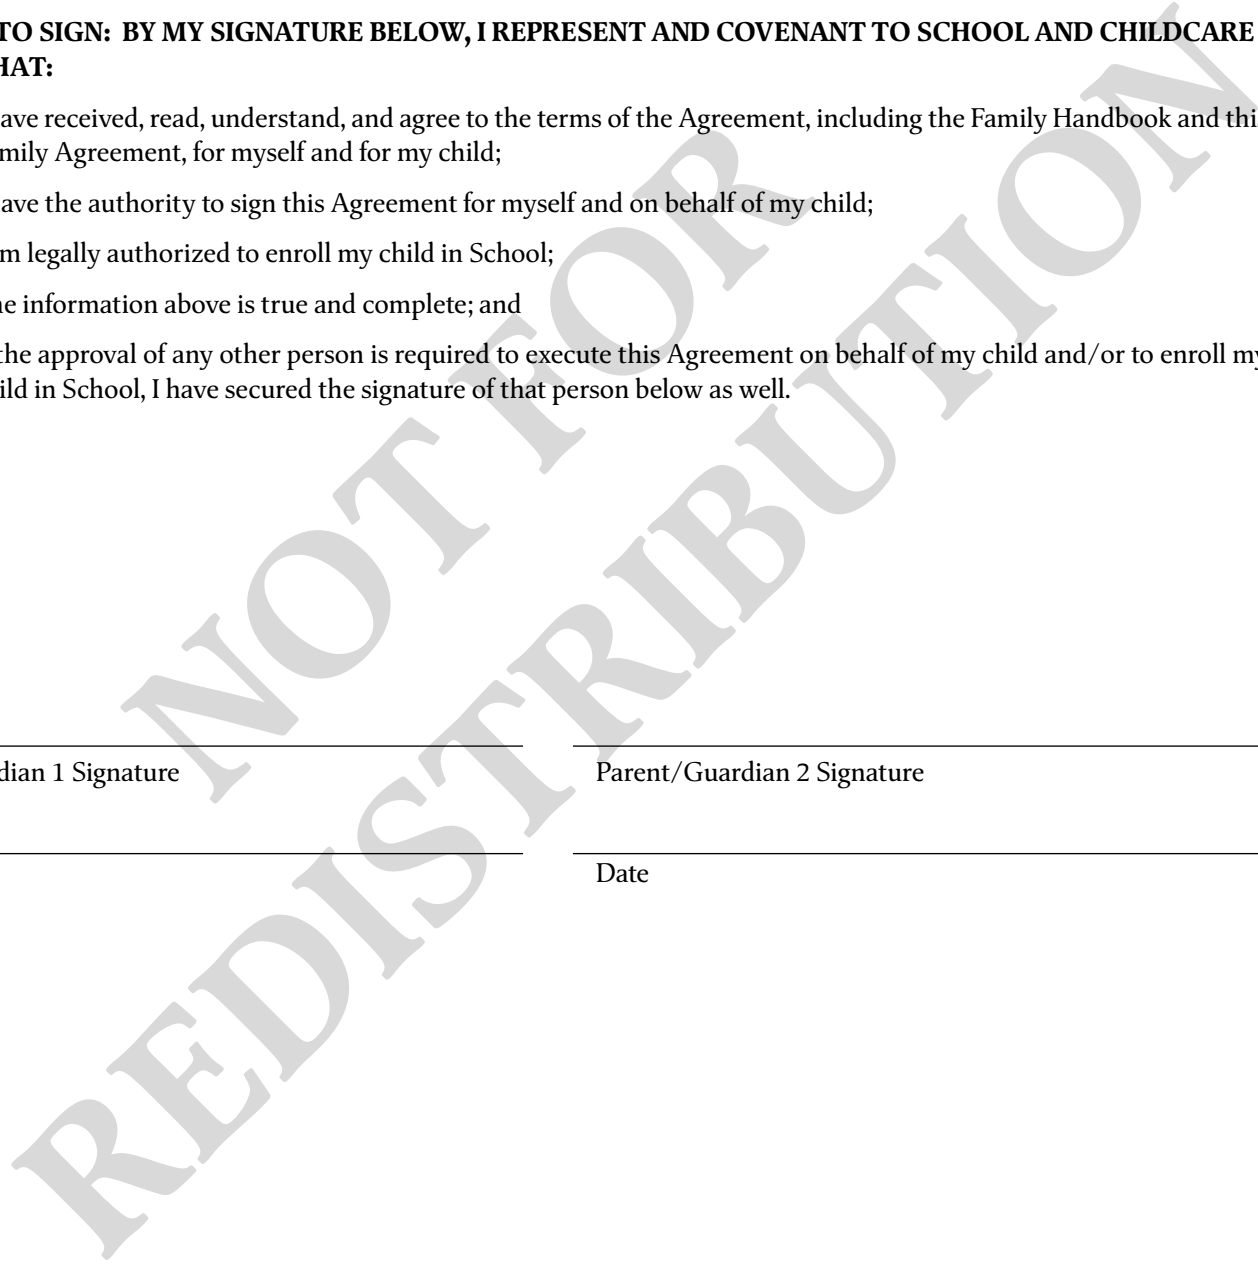 TO SIGN: BY MY SIGNATURE BELOW, I REPRESENT AND COVENANT TO SCHOOL AND CHILDCARE
HAT:
ave received, read, understand, and agree to the terms of the Agreement, including the Family Handbook and thi
mily Agreement, for myself and for my child;
ave the authority to sign this Agreement for myself and on behalf of my child;
m legally authorized to enroll my child in School;
e information above is true and complete; and
the approval of any other person is required to execute this Agreement on behalf of my child and/or to enroll my
ild in School, I have secured the signature of that person below as well.
NOT FOR
REDISTRIBUTION
dian 1 Signature
Parent/Guardian 2 Signature
Date